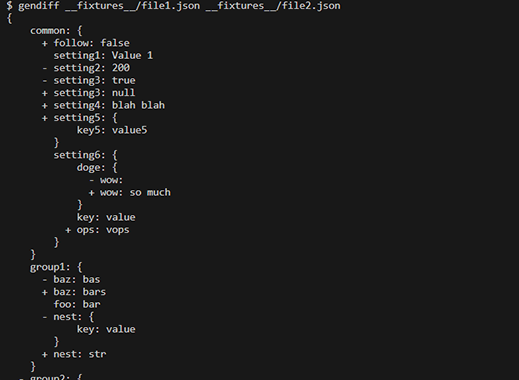 $ gendiff __fixtures__/file1.json __fixtures__/file2.json
{
    common: {
      + follow: false
        setting1: Value 1
      - setting2: 200
      - setting3: true
      + setting3: null
      + setting4: blah blah
      + setting5: {
            key5: value5
        }
        setting6: {
            doge: {
              - wow:
              + wow: so much
            }
            key: value
          + ops: vops
        }
    }
    group1: {
      - baz: bas
      + baz: bars
        foo: bar
      - nest: {
            key: value
        }
      + nest: str
    }
  - group2: {